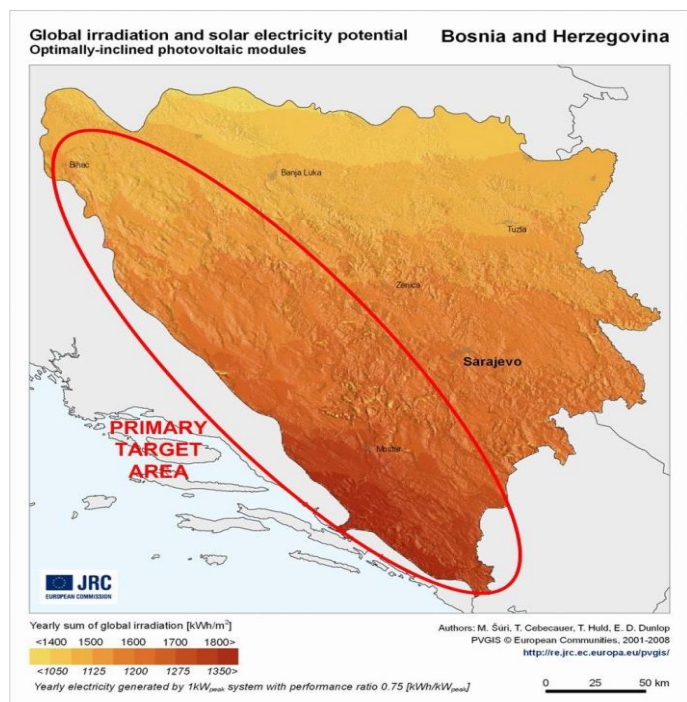 Global irradiation and solar electricity potential
Optimally-inclined photovoltaic modules
Bosnia and Herzegovina
Bihać
Banja Luka
Tuzla
Zenica
Sarajevo
PRIMARY
TARGET
AREA
Mostar
JRC
EUROPEAN COMMISSION
Yearly sum of global irradiation [kWh/m²]
<1400 1500 1600 1700 1800>
<1050 1125 1200 1275 1350>
Yearly electricity generated by 1kWpeak system with performance ratio 0.75 [kWh/kWpeak]
Authors: M. Šúri, T. Cebecauer, T. Huld, E. D. Dunlop
PVGIS © European Communities, 2001-2008
http://re.jrc.ec.europa.eu/pvgis/
0 25 50 km